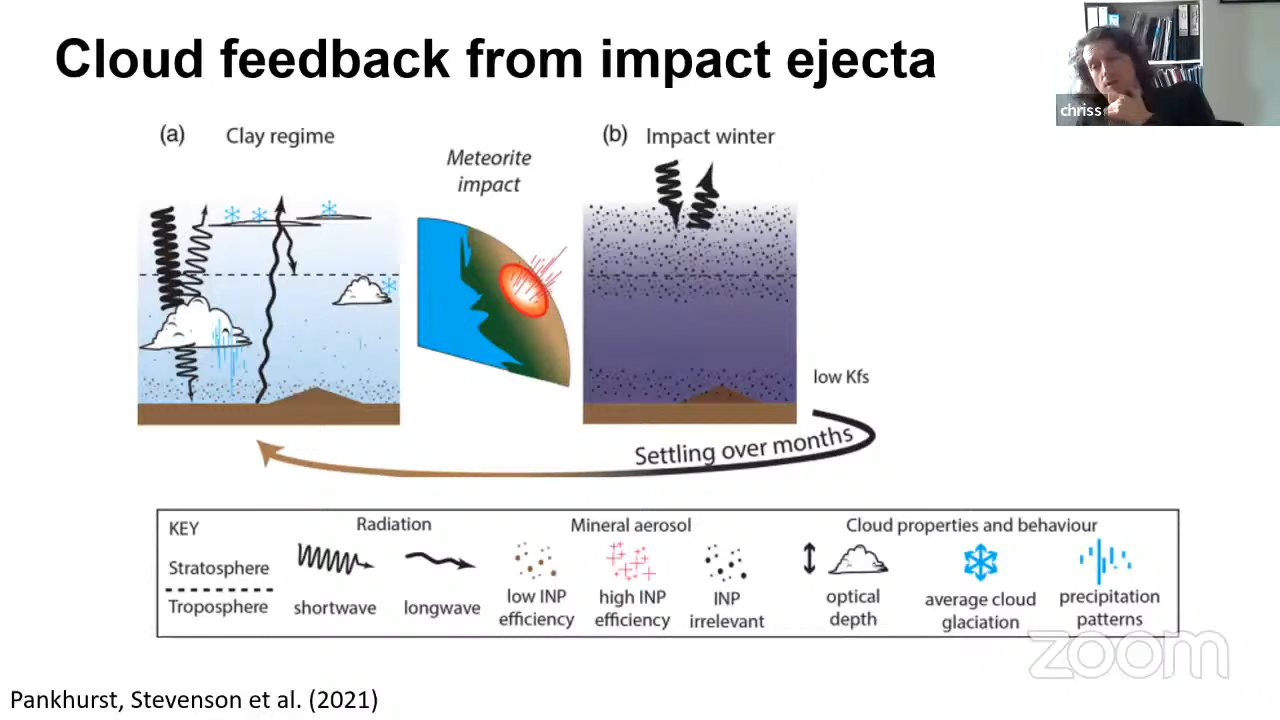 Cloud feedback from impact ejecta
chriss
(a) Clay regime
Meteorite
impact
(b) Impact winter
low Kfs
Settling over months
KEY
Radiation
Mineral aerosol
Cloud properties and behaviour
Stratosphere
Troposphere
shortwave
longwave
low INP
efficiency
high INP
efficiency
INP
irrelevant
optical
depth
average cloud
glaciation
precipitation
patterns
zoom
Pankhurst, Stevenson et al. (2021)